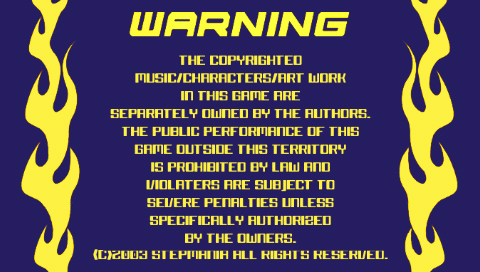 WARNING
THE COPYRIGHTED
MUSIC/CHARACTERS/ART WORK
IN THIS GAME ARE
SEPARATELY OWNED BY THE AUTHORS.
THE PUBLIC PERFORMANCE OF THIS
GAME OUTSIDE THIS TERRITORY
IS PROHIBITED BY LAW AND
VIOLATERS ARE SUBJECT TO
SEVERE PENALTIES UNLESS
SPECIFICALLY AUTHORIZED
BY THE OWNERS.
(C)2003 STEPMANIA ALL RIGHTS RESERVED.